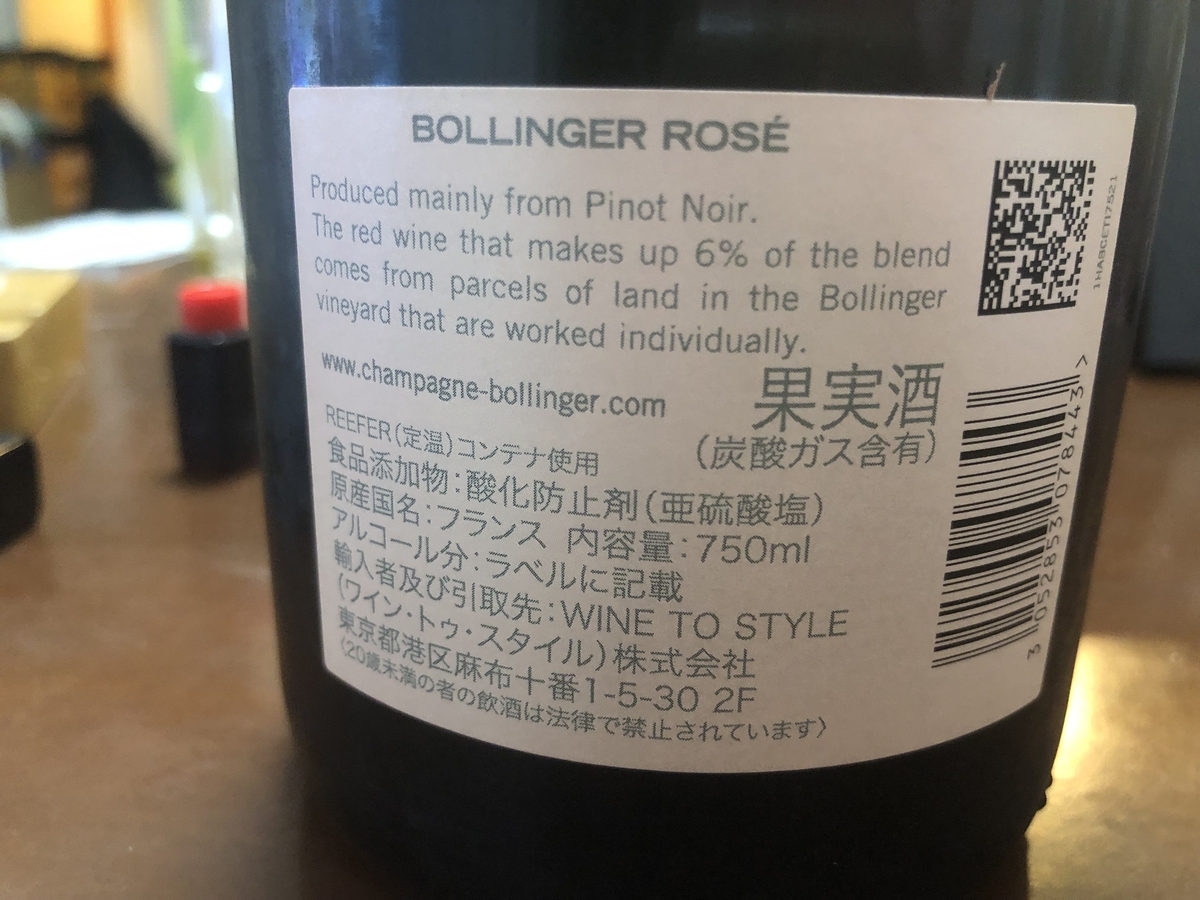 BOLLINGER ROSÉ
Produced mainly from Pinot Noir.
The red wine that makes up 6% of the blend
comes from parcels of land in the Bollinger
vineyard that are worked individually.
www.champagne-bollinger.com
果実酒
(炭酸ガス含有)
REEFER(定温)コンテナ使用
食品添加物:酸化防止剤(亜硫酸塩)
原産国名:フランス 内容量:750ml
アルコール分:ラベルに記載
輸入者及び引取先:WINE TO STYLE
(ワイン・トゥ・スタイル)株式会社
東京都港区麻布十番1-5-30 2F
〈20歳未満の者の飲酒は法律で禁止されています〉
3 052853 078443 >